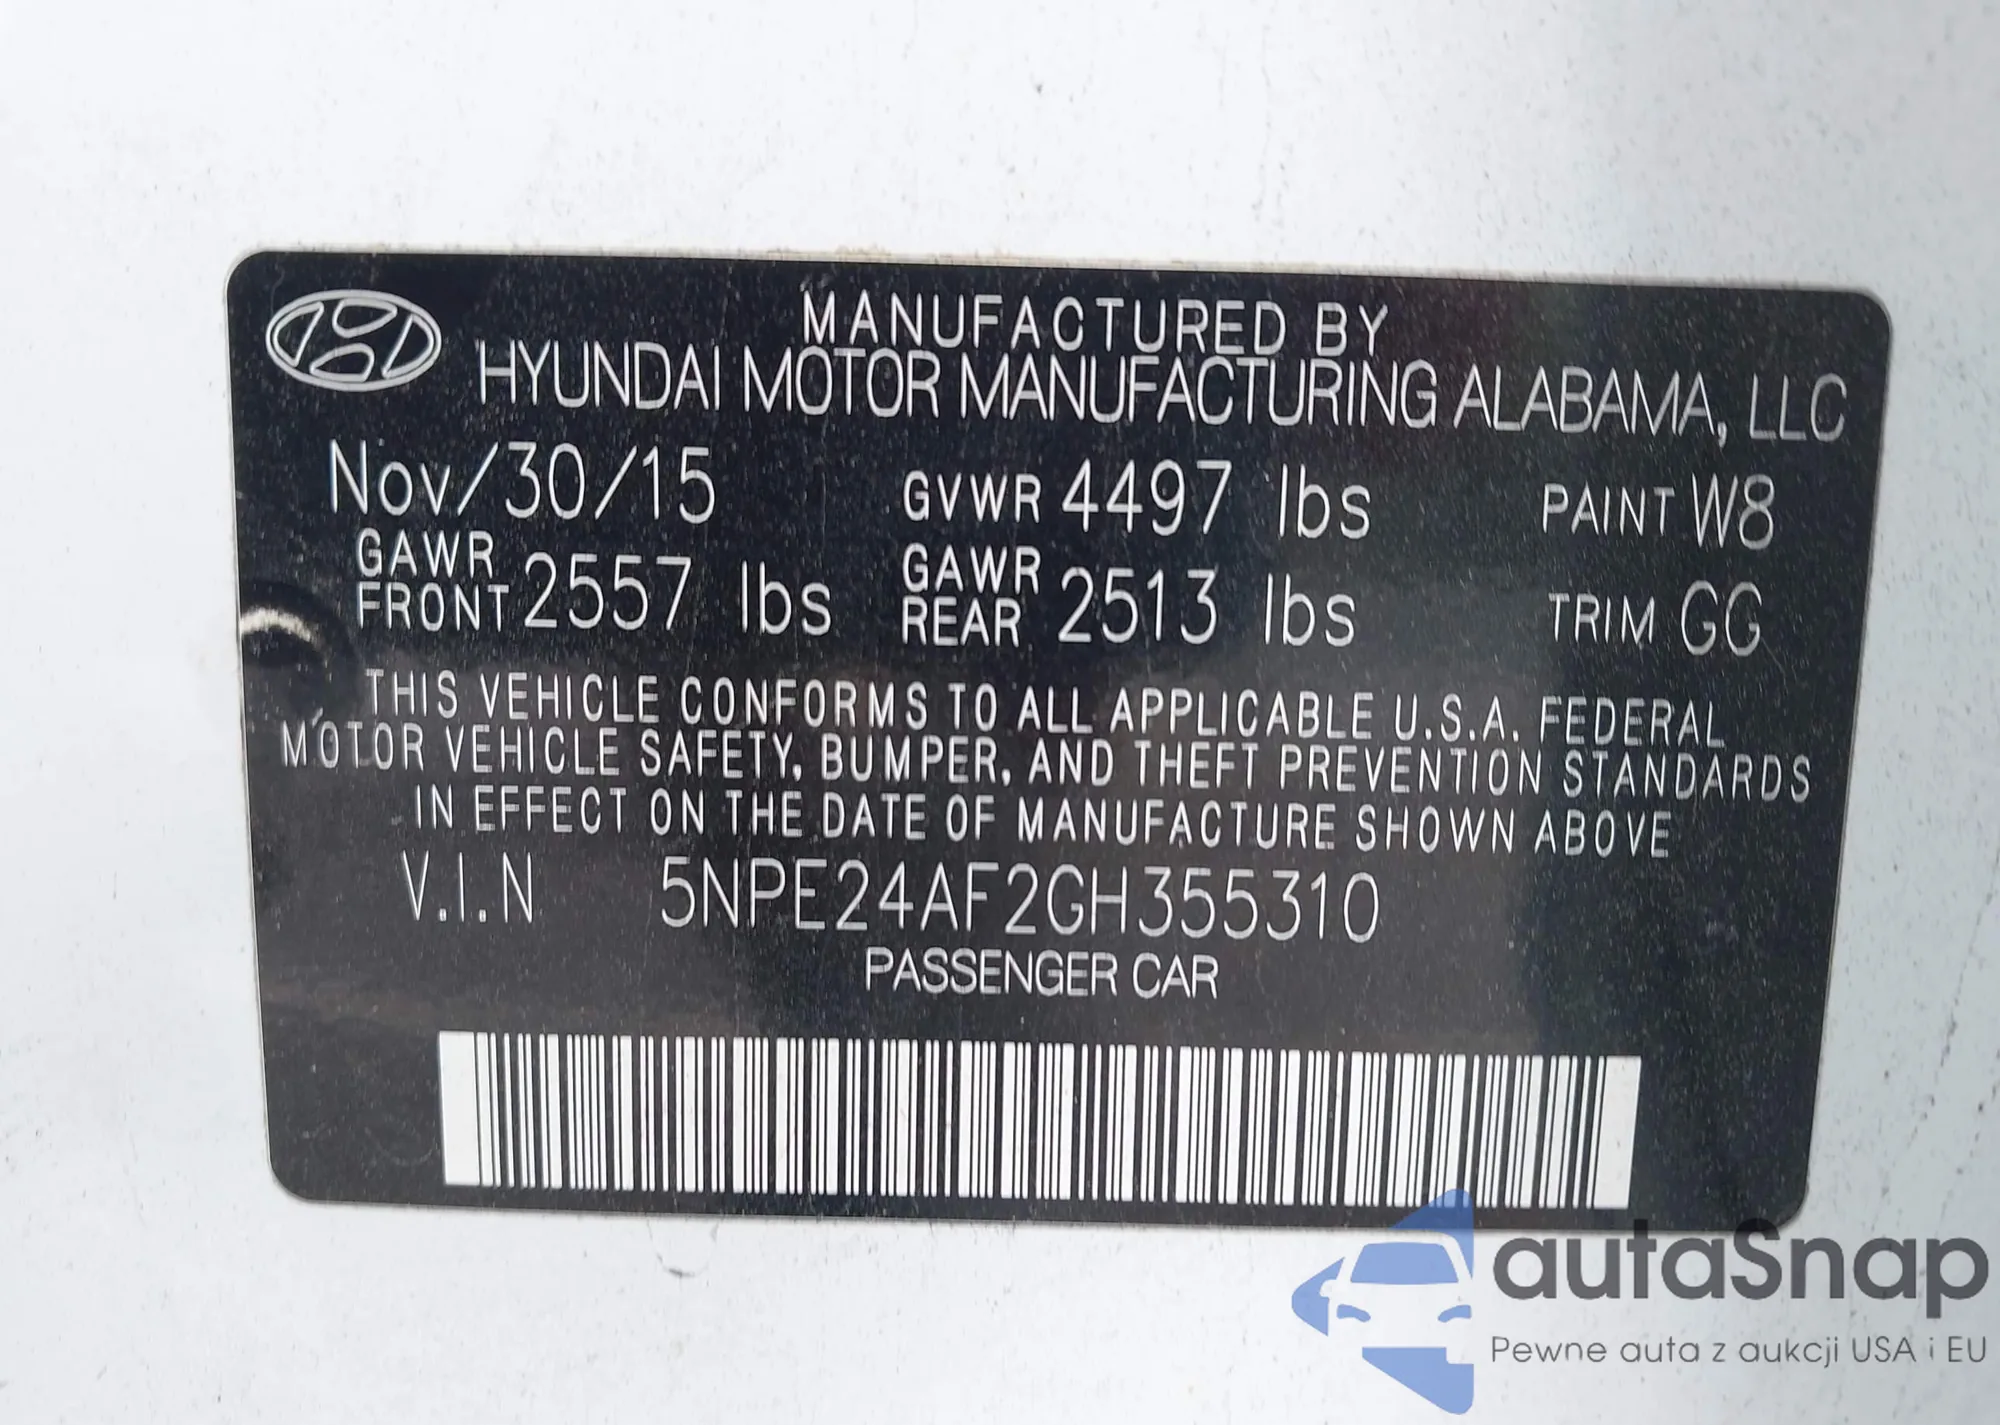 MANUFACTURED BY
HYUNDAI MOTOR MANUFACTURING ALABAMA, LLC
Nov/30/15 GVWR 4497 lbs PAINT W8
GAWR FRONT 2557 lbs GAWR REAR 2513 lbs TRIM GG
THIS VEHICLE CONFORMS TO ALL APPLICABLE U.S.A. FEDERAL
MOTOR VEHICLE SAFETY, BUMPER, AND THEFT PREVENTION STANDARDS
IN EFFECT ON THE DATE OF MANUFACTURE SHOWN ABOVE
V.I.N 5NPE24AF2GH355310
PASSENGER CAR
autaSnap
Pewne auta z aukcji USA i EU